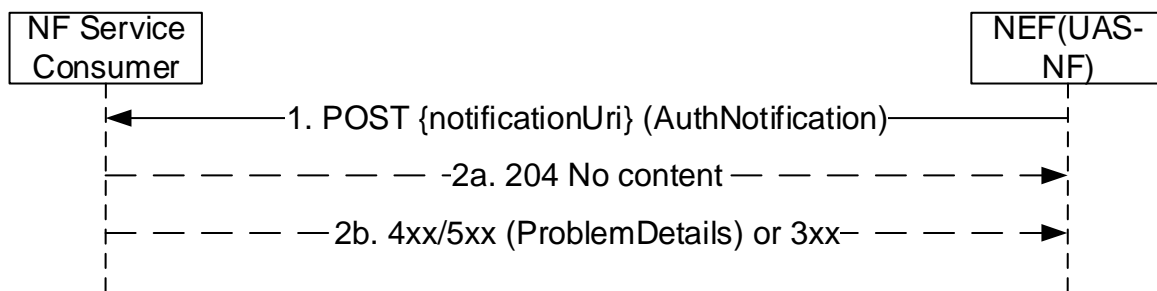 NF Service
Consumer
NEF(UAS-
NF)
1. POST {notificationUri} (AuthNotification)
2a. 204 No content
2b. 4xx/5xx (ProblemDetails) or 3xx